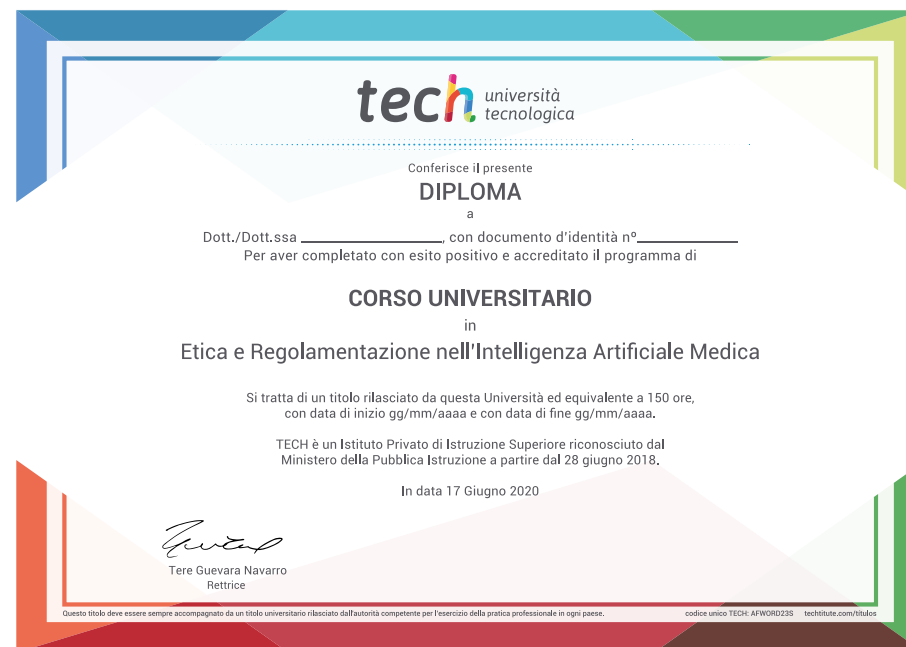 tech università
tecnologica
Conferisce il presente
DIPLOMA
a
Dott./Dott.ssa ____________________, con documento d'identità nº______________
Per aver completato con esito positivo e accreditato il programma di
CORSO UNIVERSITARIO
in
Etica e Regolamentazione nell'Intelligenza Artificiale Medica
Si tratta di un titolo rilasciato da questa Università ed equivalente a 150 ore,
con data di inizio gg/mm/aaaa e con data di fine gg/mm/aaaa.
TECH è un Istituto Privato di Istruzione Superiore riconosciuto dal
Ministero della Pubblica Istruzione a partire dal 28 giugno 2018.
In data 17 Giugno 2020
Tere Guevara Navarro
Rettrice
Questo titolo deve essere sempre accompagnato da un titolo universitario rilasciato dall'autorità competente per l'esercizio della pratica professionale in ogni paese. codice unico TECH: AFWORD23S techtitute.com/titulos